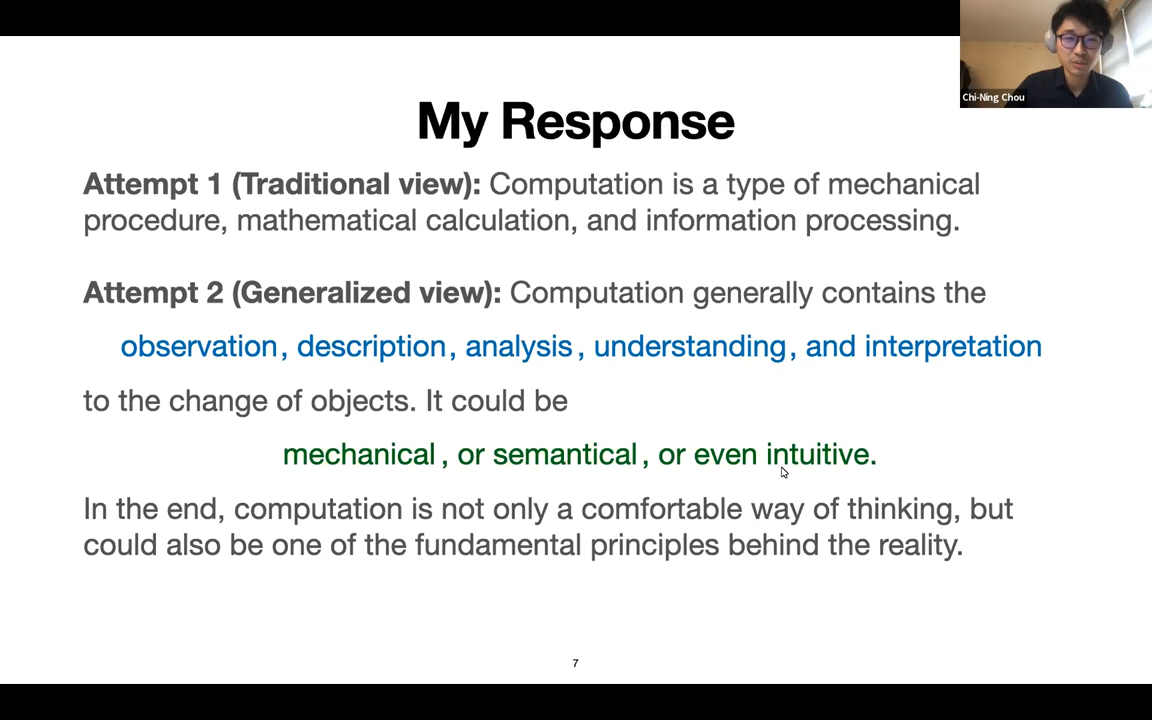 Chi-Ning Chou
My Response
Attempt 1 (Traditional view): Computation is a type of mechanical
procedure, mathematical calculation, and information processing.
Attempt 2 (Generalized view): Computation generally contains the
observation, description, analysis, understanding, and interpretation
to the change of objects. It could be
mechanical, or semantical, or even intuitive.
In the end, computation is not only a comfortable way of thinking, but
could also be one of the fundamental principles behind the reality.
7